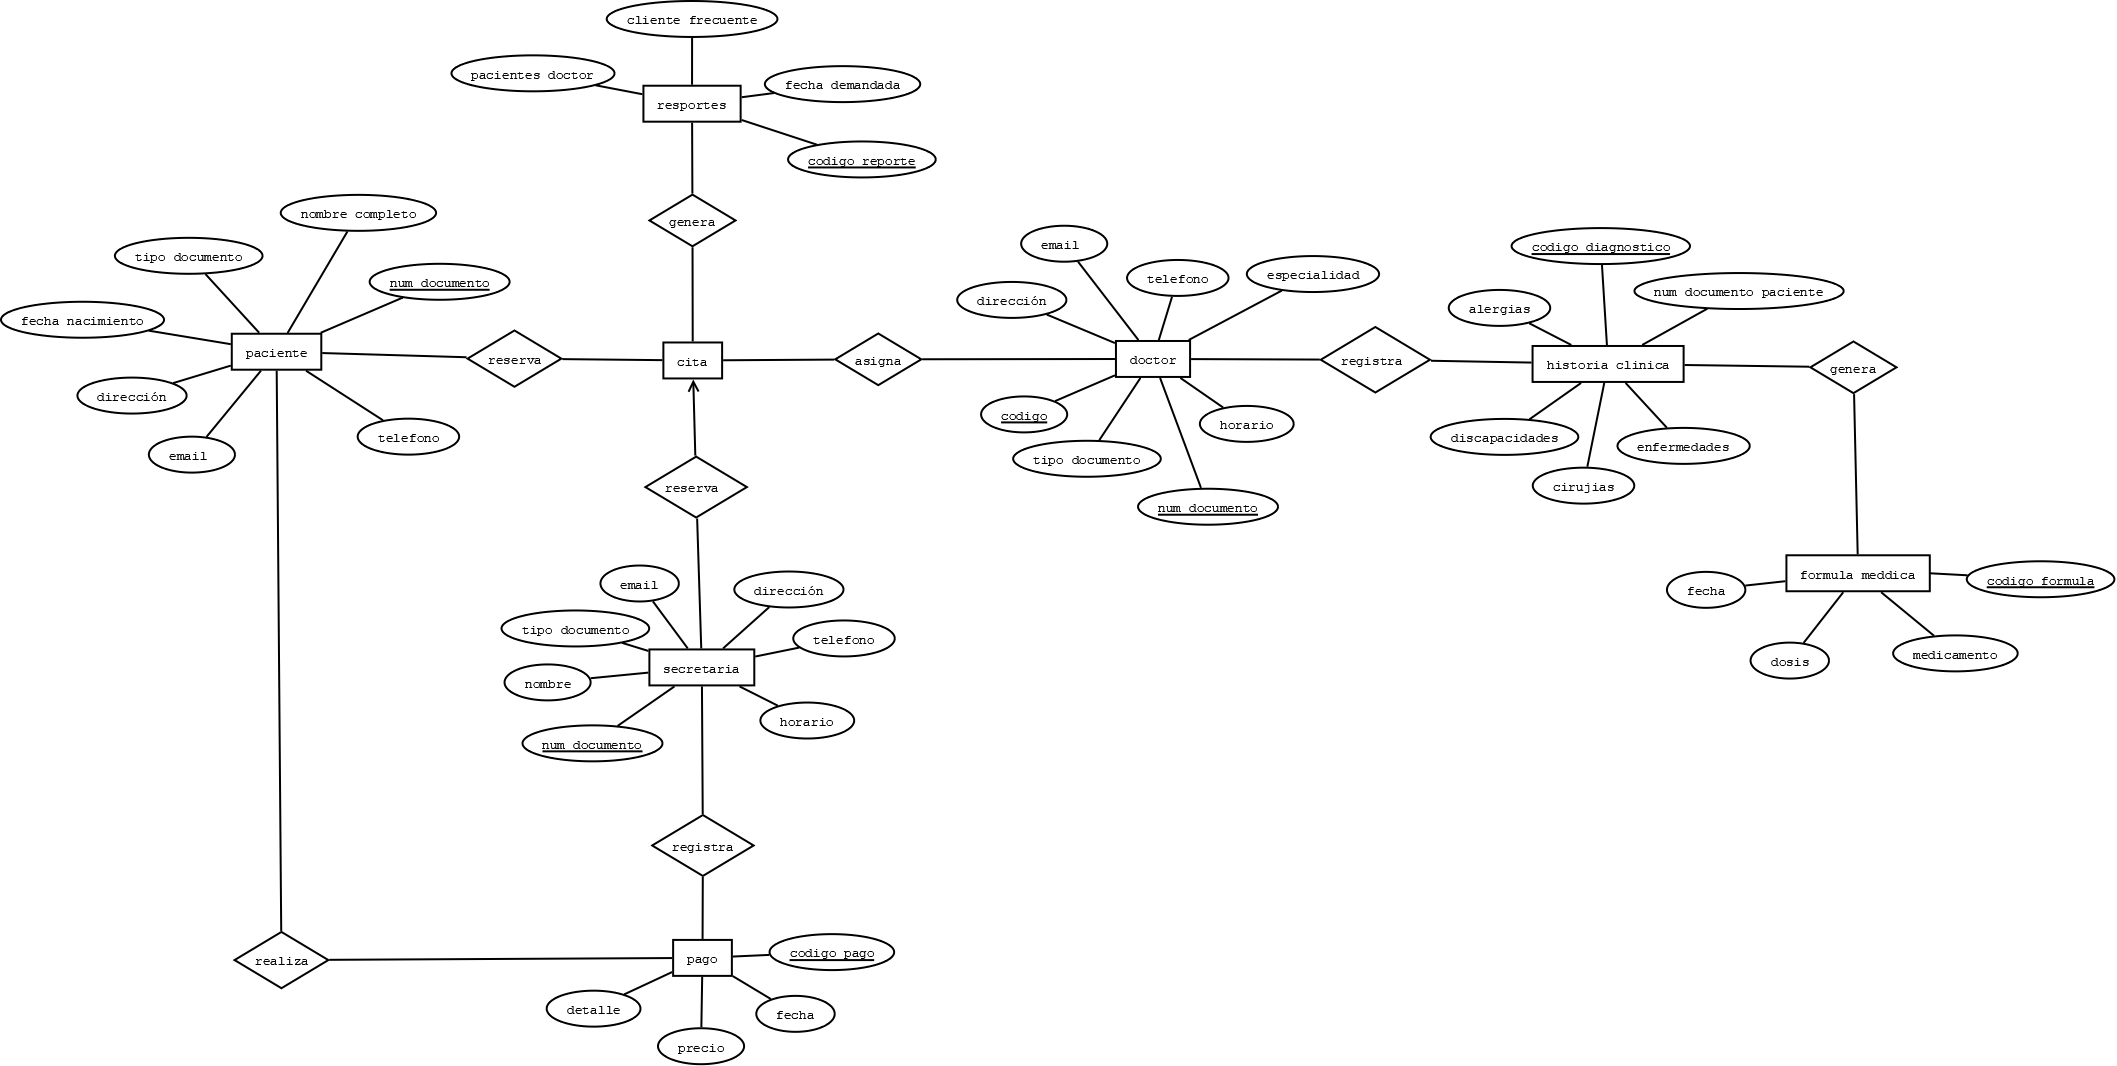 cliente frecuente
pacientes doctor
fecha demandada
resportes
codigo reporte
nombre completo
genera
tipo documento
num documento
fecha nacimiento
paciente
reserva
cita
asigna
dirección
telefono
email
email
telefono
especialidad
dirección
doctor
registra
codigo
horario
tipo documento
num documento
codigo diagnostico
num documento paciente
alergias
historia clinica
genera
discapacidades
enfermedades
cirujias
formula meddica
codigo formula
fecha
dosis
medicamento
reserva
email
dirección
tipo documento
telefono
secretaria
nombre
horario
num documento
registra
realiza
pago
codigo pago
detalle
fecha
precio